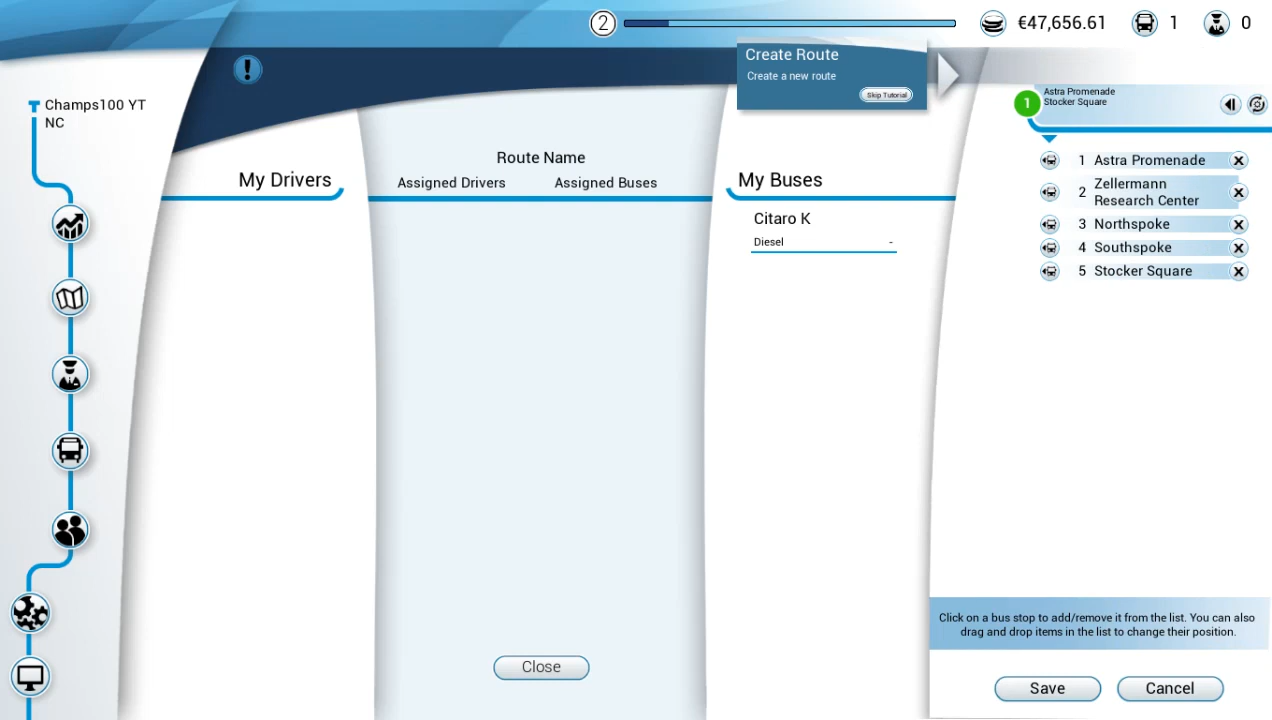 2
€47,656.61
1
0
Create Route
Create a new route
Skip Tutorial
Champs100 YT
NC
My Drivers
Route Name
Assigned Drivers
Assigned Buses
My Buses
Citaro K
Diesel -
1
Astra Promenade
Stocker Square
1 Astra Promenade
2 Zellermann
Research Center
3 Northspoke
4 Southspoke
5 Stocker Square
Click on a bus stop to add/remove it from the list. You can also
drag and drop items in the list to change their position.
Close
Save
Cancel